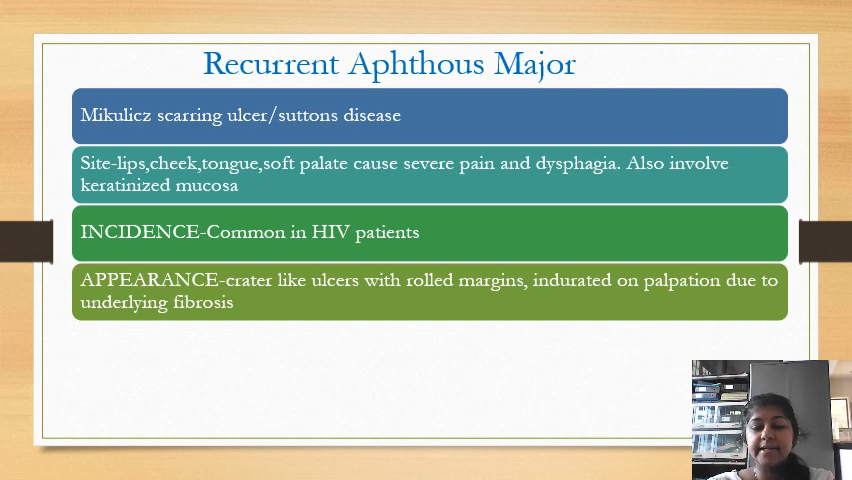 Recurrent Aphthous Major
Mikulicz scarring ulcer/suttons disease
Site-lips,cheek,tongue,soft palate cause severe pain and dysphagia. Also involve
keratinized mucosa
INCIDENCE-Common in HIV patients
APPEARANCE-crater like ulcers with rolled margins, indurated on palpation due to
underlying fibrosis